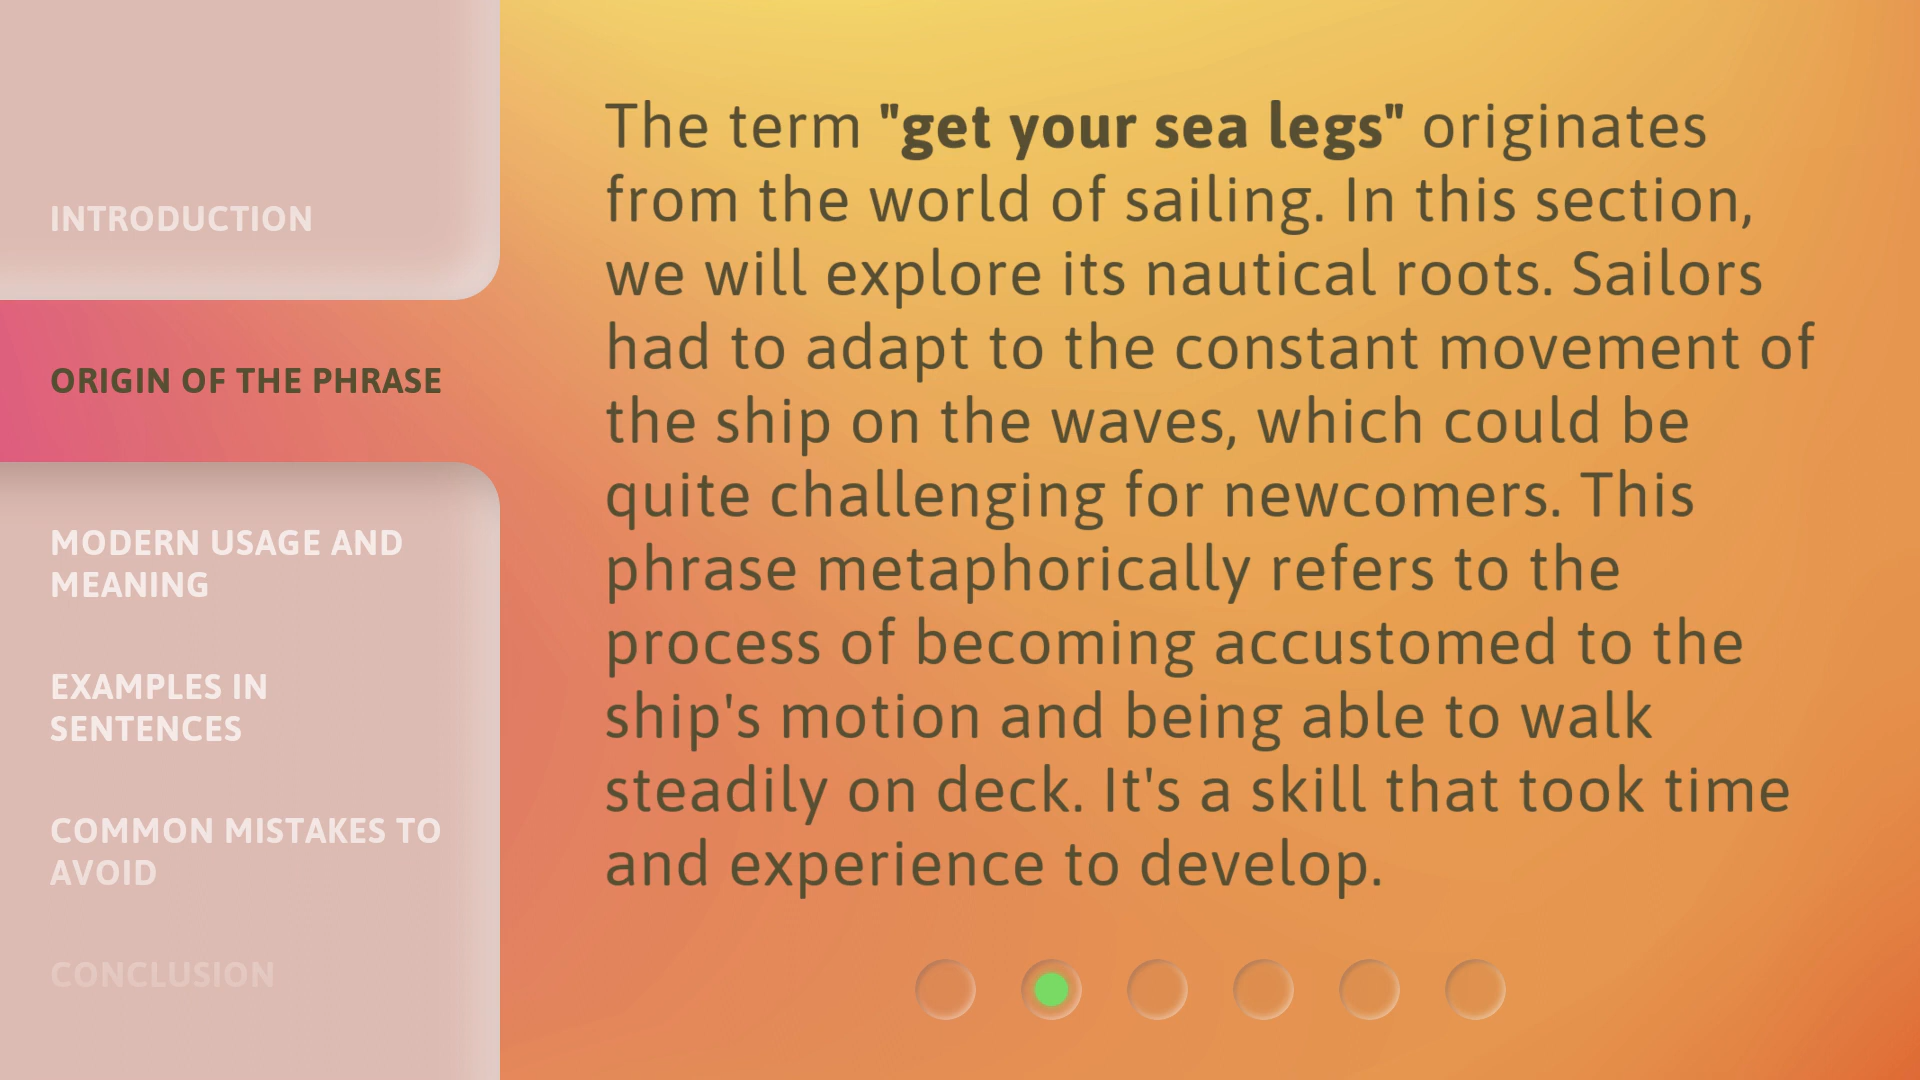 INTRODUCTION
ORIGIN OF THE PHRASE
MODERN USAGE AND
MEANING
EXAMPLES IN
SENTENCES
COMMON MISTAKES TO
AVOID
CONCLUSION
The term "get your sea legs" originates
from the world of sailing. In this section,
we will explore its nautical roots. Sailors
had to adapt to the constant movement of
the ship on the waves, which could be
quite challenging for newcomers. This
phrase metaphorically refers to the
process of becoming accustomed to the
ship's motion and being able to walk
steadily on deck. It's a skill that took time
and experience to develop.